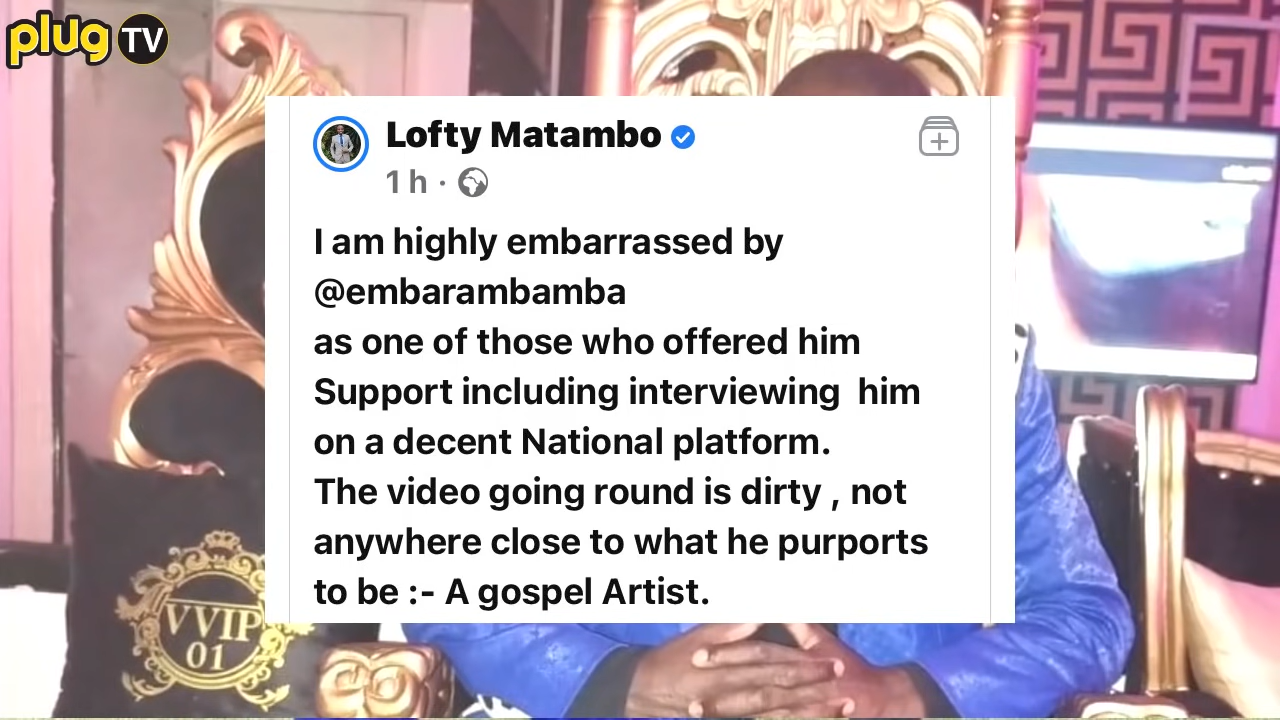 plug TV
Lofty Matambo
1 h ·
I am highly embarrassed by
@embarambamba
as one of those who offered him
Support including interviewing  him
on a decent National platform.
The video going round is dirty , not
anywhere close to what he purports
to be :- A gospel Artist.
VVIP
01